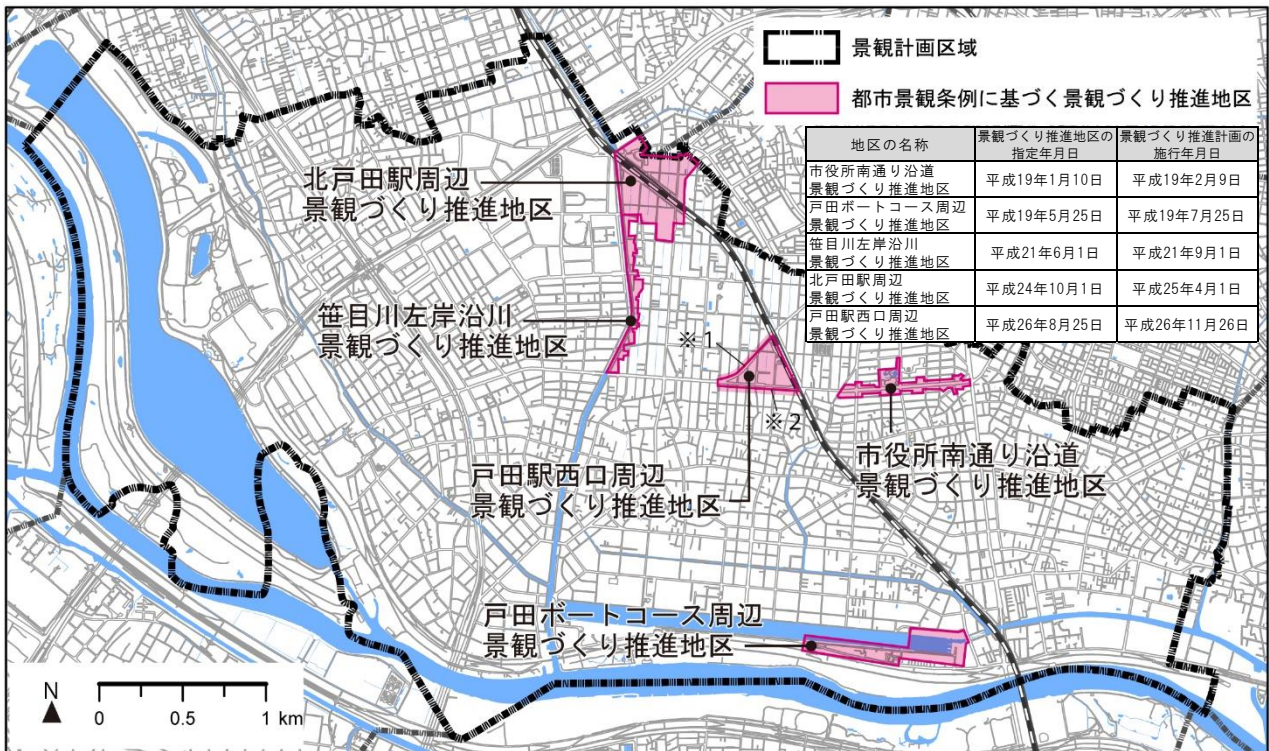 景観計画区域
都市景観条例に基づく景観づくり推進地区
地区の名称 景観づくり推進地区の指定年月日 景観づくり推進計画の施行年月日
市役所南通り沿道
景観づくり推進地区 平成19年1月10日 平成19年2月9日
戸田ボートコース周辺
景観づくり推進地区 平成19年5月25日 平成19年7月25日
笹目川左岸沿川
景観づくり推進地区 平成21年6月1日 平成21年9月1日
北戸田駅周辺
景観づくり推進地区 平成24年10月1日 平成25年4月1日
戸田駅西口周辺
景観づくり推進地区 平成26年8月25日 平成26年11月26日
北戸田駅周辺
景観づくり推進地区
笹目川左岸沿川
景観づくり推進地区
※1
※2
戸田駅西口周辺
景観づくり推進地区
市役所南通り沿道
景観づくり推進地区
戸田ボートコース周辺
景観づくり推進地区
N
0 0.5 1 km